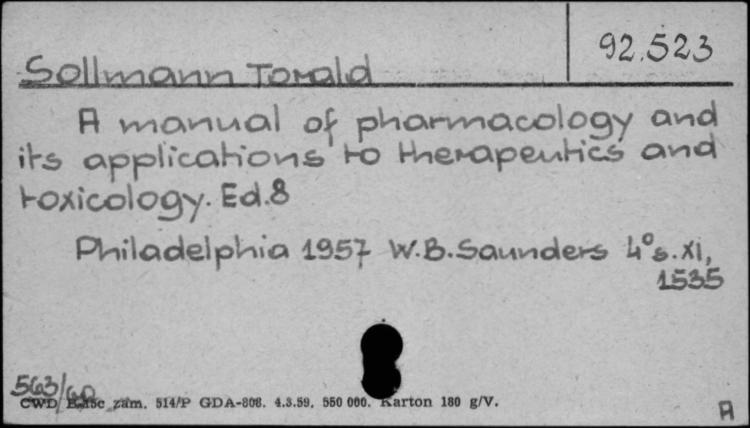 92.523
Sollmann Torald
A manual of pharmacology and
its applications to therapeutics and
toxicology. Ed.8
Philadelphia 1957 W.B. Saunders 4° s. XI,
1535
563/60
CWD zam. 514/P GDA-808. 4.3.59. 550 000. Karton 180 g/V.
A